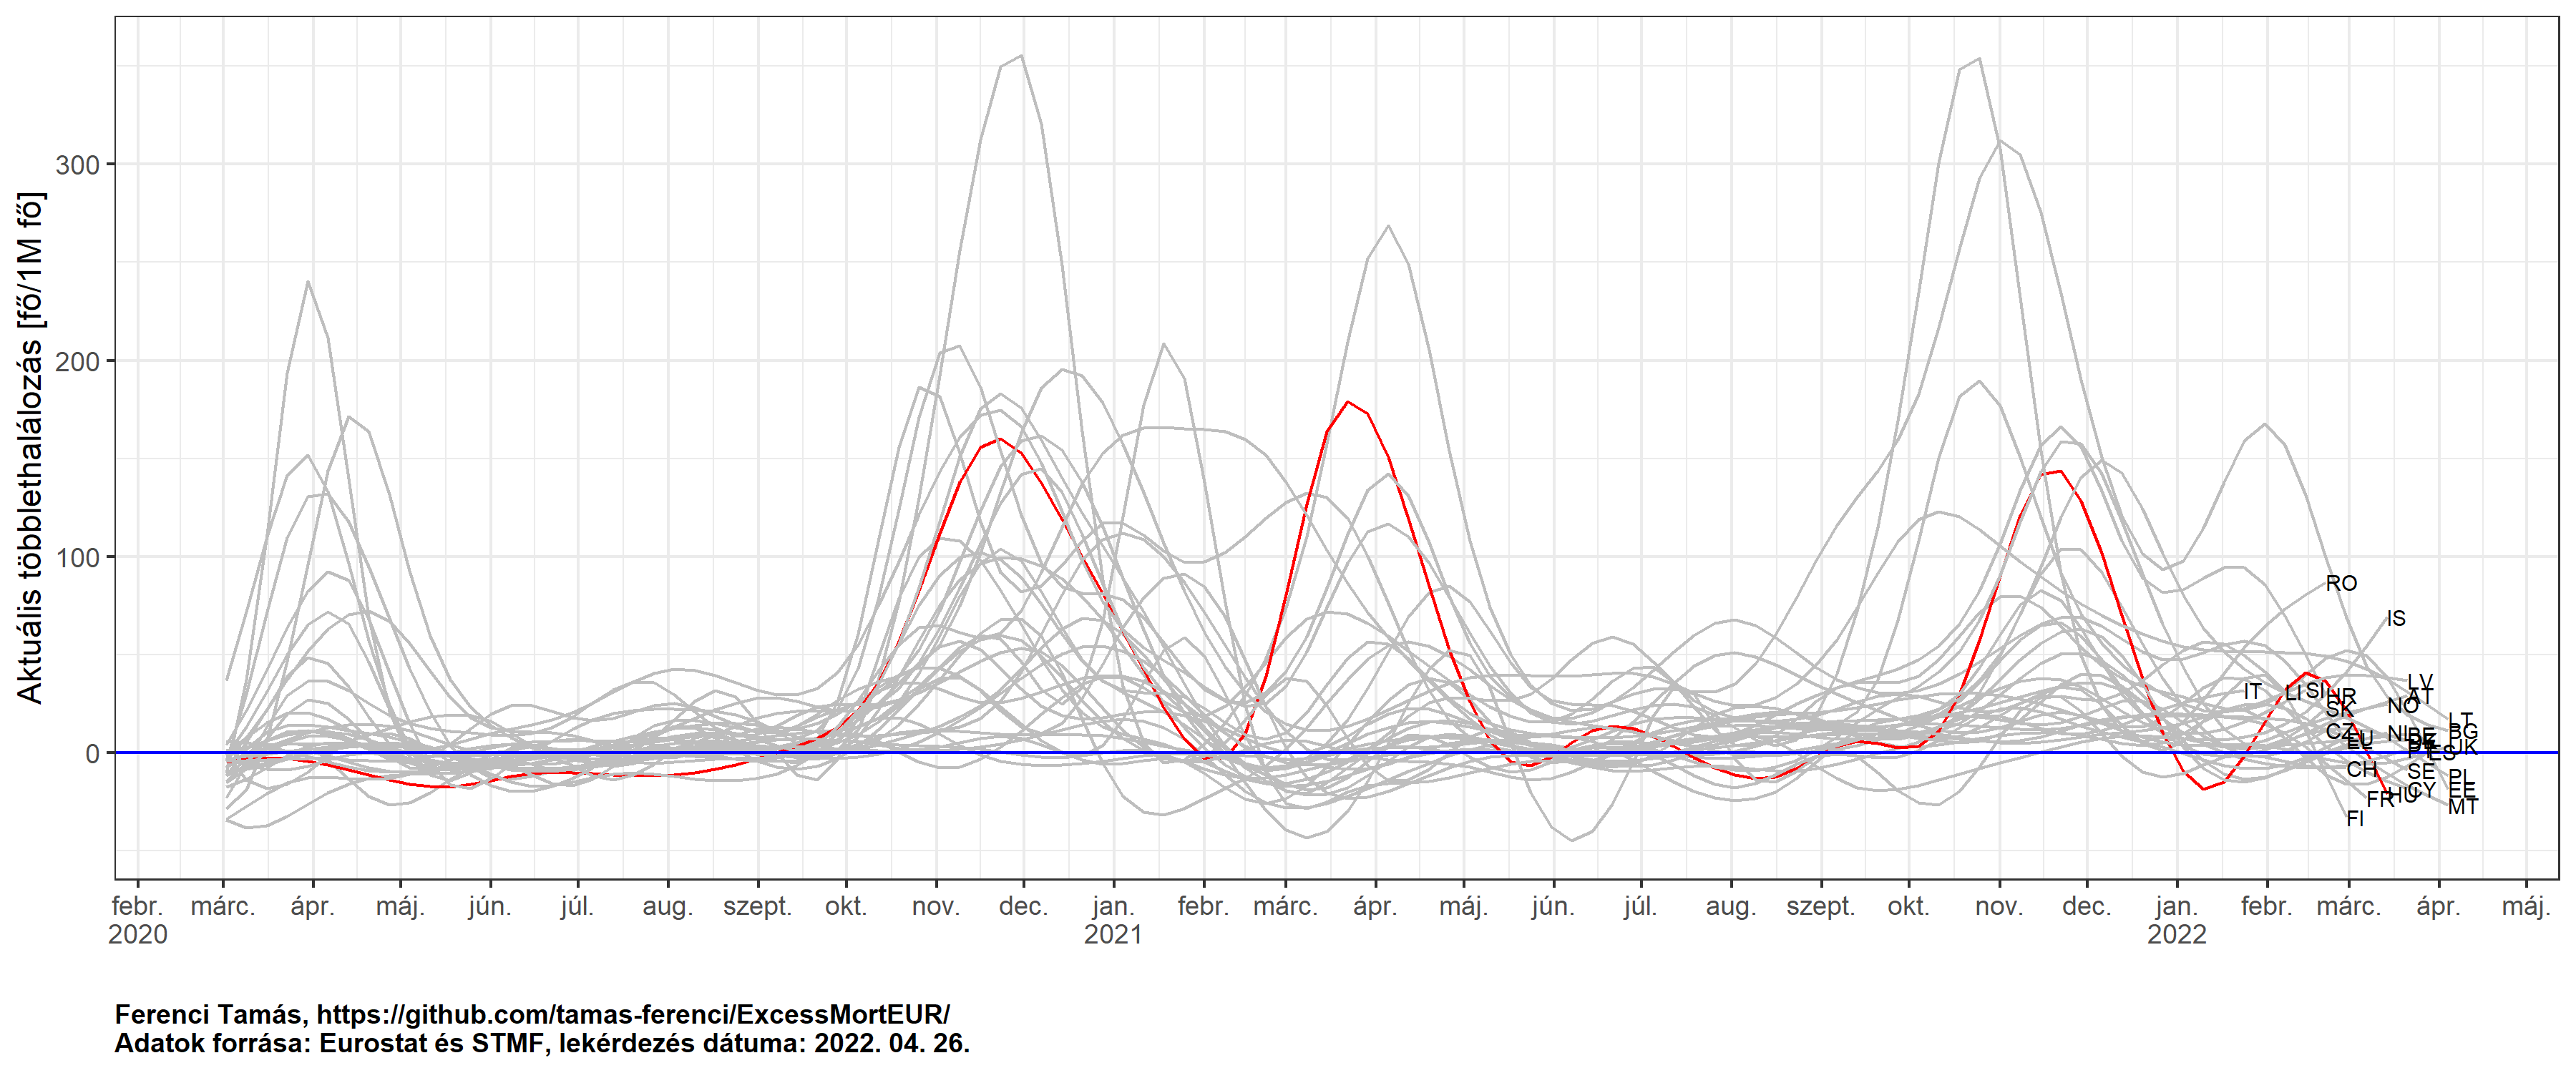 Aktuális többlethalálozás [fő/1M fő]
300
200
100
0
RO
IS
LV
IT
LI
SI
HR
AT
SK
NO
LT
CZ
NL
BE
BG
EU
UK
ES
CH
SE
PL
CY
EE
FR
HU
MT
FI
febr. márc. ápr. máj. jún. júl. aug. szept. okt. nov. dec. jan. febr. márc. ápr. máj. jún. júl. aug. szept. okt. nov. dec. jan. febr. márc. ápr. máj.
2020 2021 2022
Ferenci Tamás, https://github.com/tamas-ferenci/ExcessMortEUR/
Adatok forrása: Eurostat és STMF, lekérdezés dátuma: 2022. 04. 26.